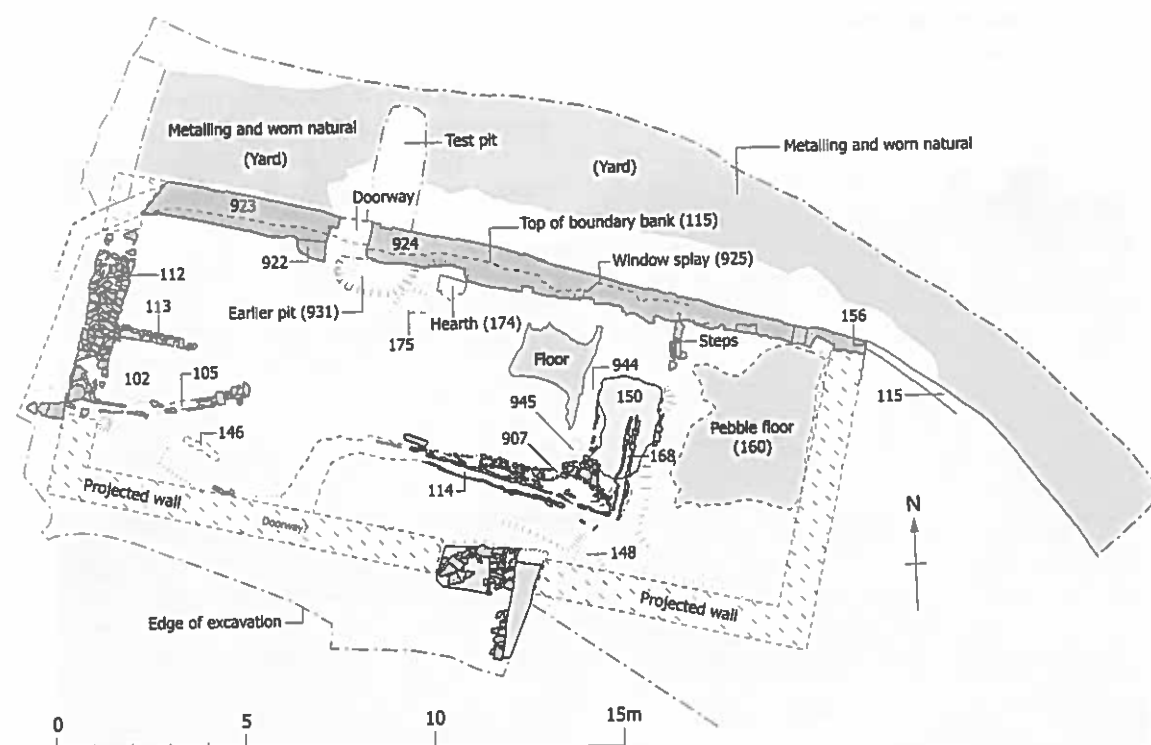 Metalling and worn natural
(Yard)
Test pit
(Yard)
Metalling and worn natural
Doorway
923
924
Top of boundary bank (115)
922
Window splay (925)
112
Earlier pit (931)
Hearth (174)
113
175
156
Steps
Floor
944
102
105
150
115
945
Pebble floor
(160)
146
907
168
114
Projected wall
Doorway
148
N
Projected wall
Edge of excavation
0
5
10
15m